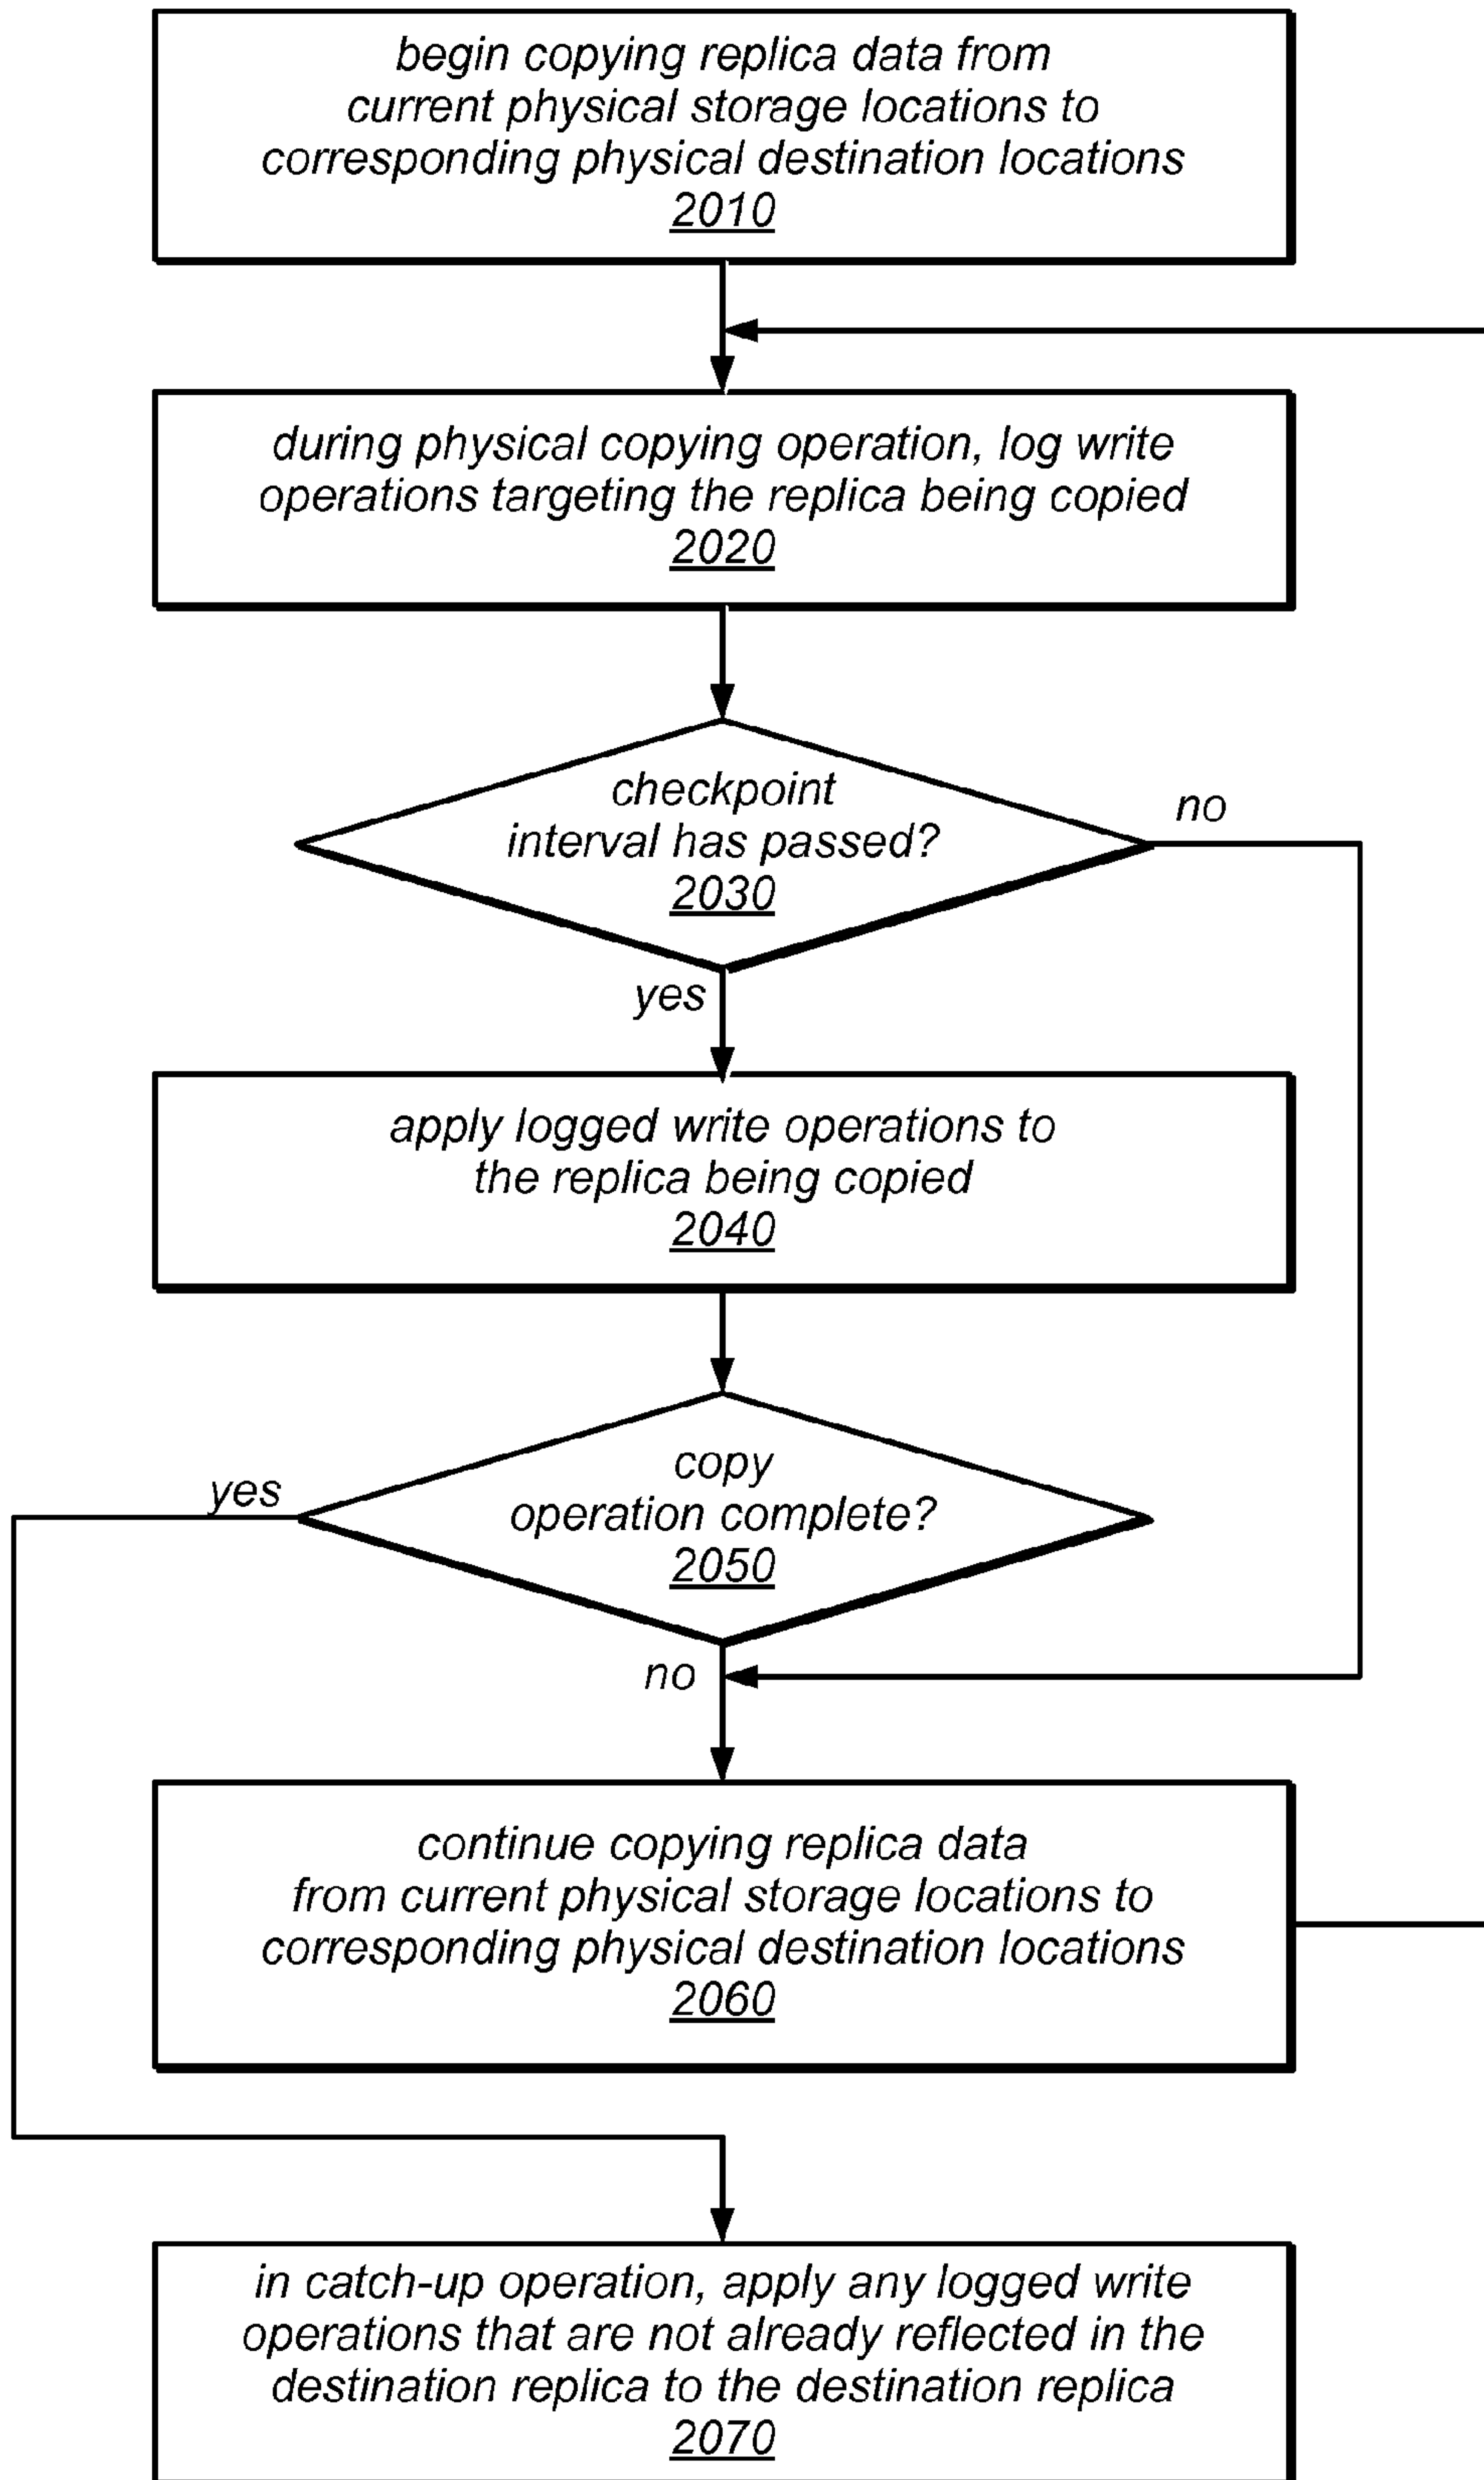 begin copying replica data from
current physical storage locations to
corresponding physical destination locations
2010
during physical copying operation, log write
operations targeting the replica being copied
2020
checkpoint
interval has passed?
2030
no
yes
apply logged write operations to
the replica being copied
2040
copy
operation complete?
2050
yes
no
continue copying replica data
from current physical storage locations to
corresponding physical destination locations
2060
in catch-up operation, apply any logged write
operations that are not already reflected in the
destination replica to the destination replica
2070